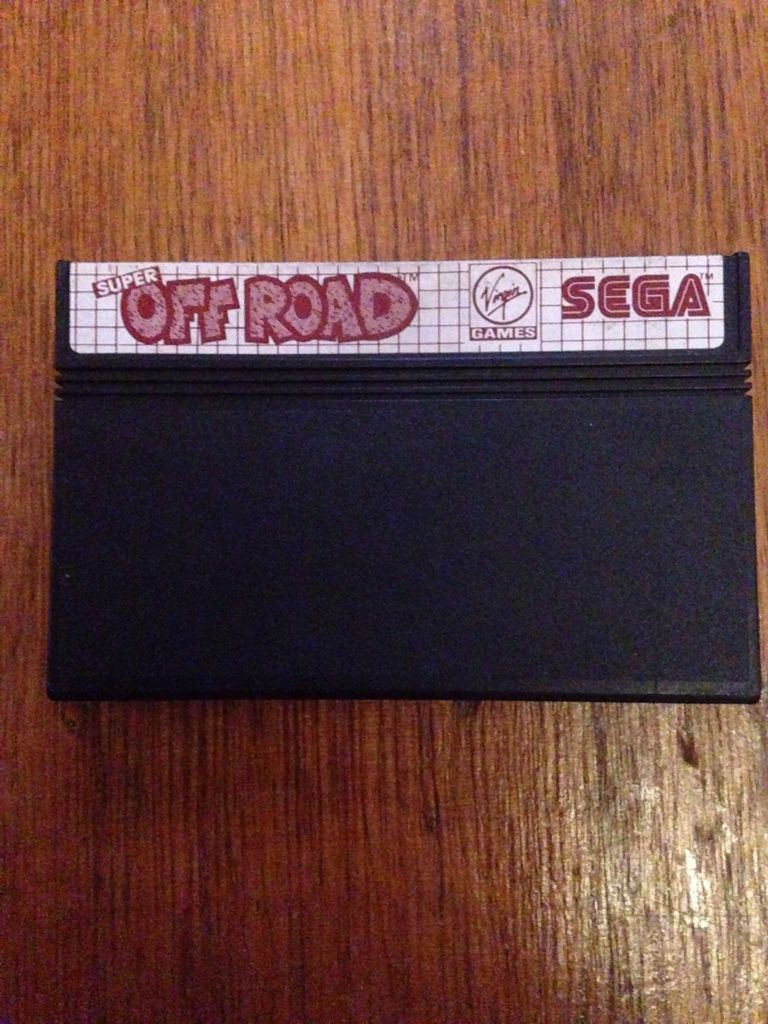 SUPER
OFF ROAD™
Virgin
GAMES
SEGA™